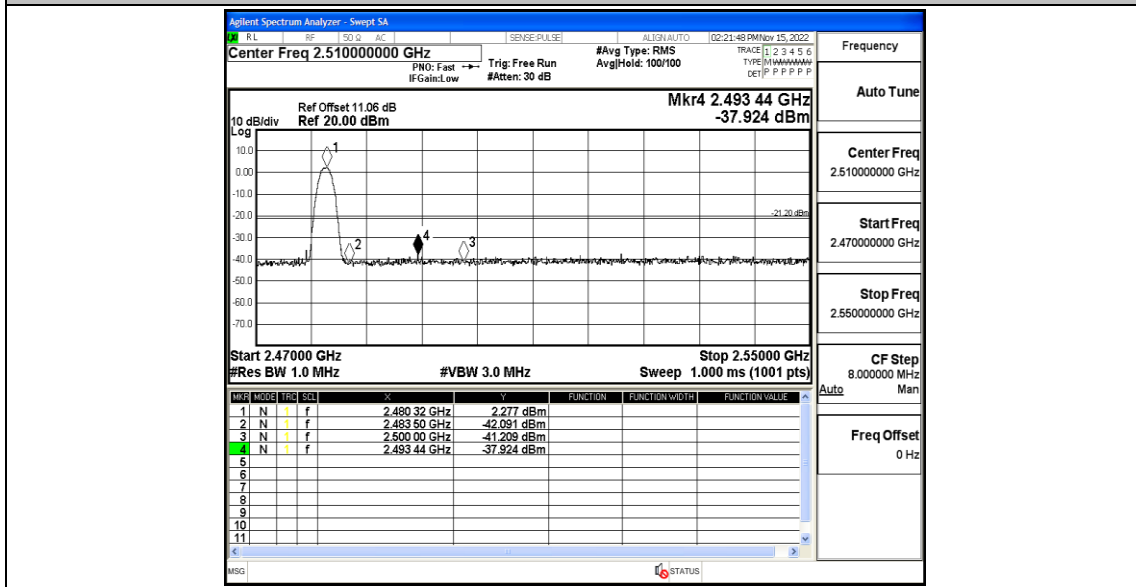 Agilent Spectrum Analyzer - Swept SA
RL RF 50 Ω AC SENSE:PULSE ALIGNAUTO 02:21:48 PM Nov 15, 2022
Center Freq 2.510000000 GHz
PNO: Fast
IFGain:Low
Trig: Free Run
#Atten: 30 dB
#Avg Type: RMS
Avg|Hold: 100/100
TRACE 1 2 3 4 5 6
TYPE MWWWWW
DET P P P P P P
Mkr4 2.493 44 GHz
-37.924 dBm
Ref Offset 11.06 dB
10 dB/div Ref 20.00 dBm
Log
10.0
0.00
-10.0
-20.0
-30.0
-40.0
-50.0
-60.0
-70.0
1
2
4
3
-21.20 dBm
Start 2.47000 GHz Stop 2.55000 GHz
#Res BW 1.0 MHz #VBW 3.0 MHz Sweep 1.000 ms (1001 pts)
MKR MODE TRC SCL X Y FUNCTION FUNCTION WIDTH FUNCTION VALUE
1 N 1 f 2.480 32 GHz 2.277 dBm
2 N 1 f 2.483 50 GHz -42.091 dBm
3 N 1 f 2.500 00 GHz -41.209 dBm
4 N 1 f 2.493 44 GHz -37.924 dBm
5
6
7
8
9
10
11
MSG STATUS
Frequency
Auto Tune
Center Freq
2.510000000 GHz
Start Freq
2.470000000 GHz
Stop Freq
2.550000000 GHz
CF Step
8.000000 MHz
Auto Man
Freq Offset
0 Hz